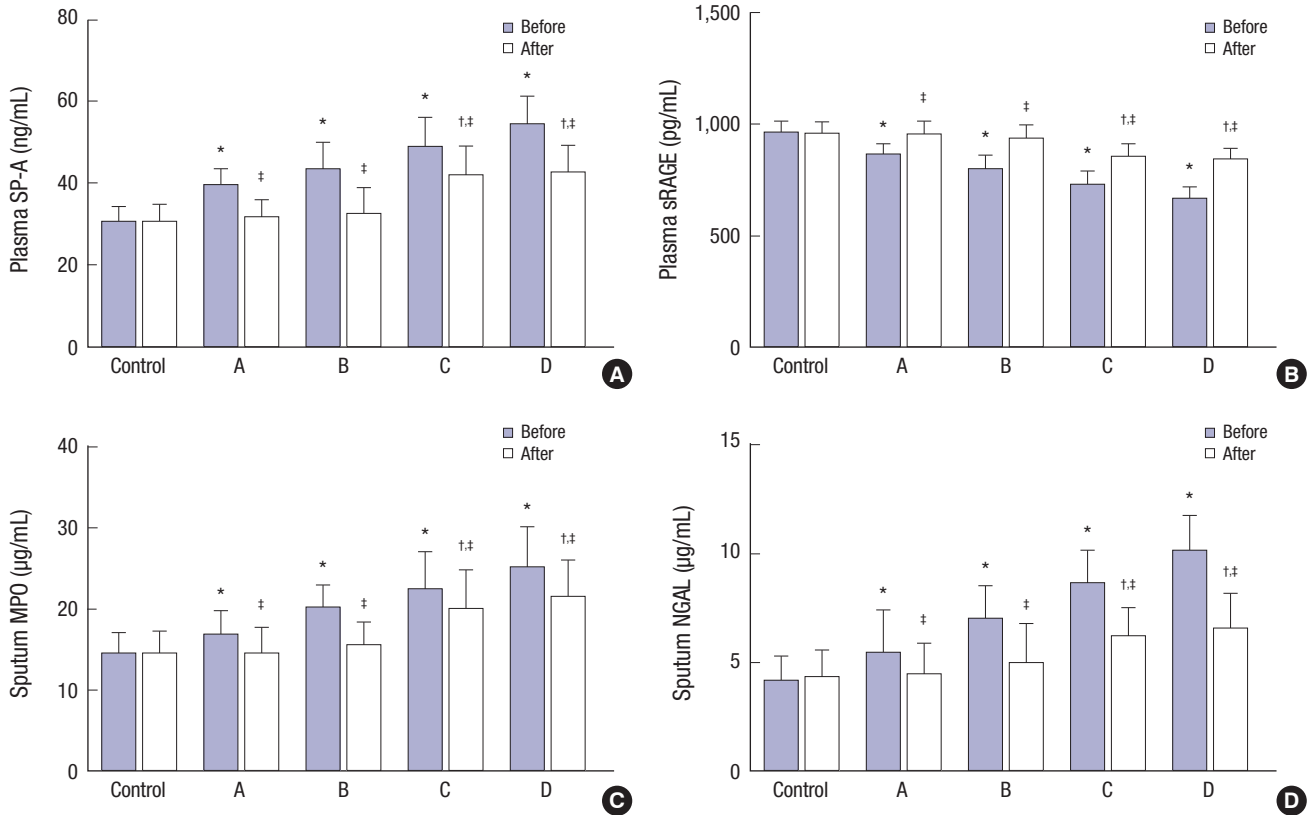 80
60
40
20
0
Plasma SP-A (ng/mL)
Before
After
*
*
‡
*
‡
*
†,‡
*
†,‡
Control A B C D
A
1,500
1,000
500
0
Plasma sRAGE (pg/mL)
Before
After
*
‡
*
‡
*
†,‡
*
†,‡
Control A B C D
B
40
30
20
10
0
Sputum MPO (µg/mL)
Before
After
*
‡
*
‡
*
†,‡
*
†,‡
Control A B C D
C
15
10
5
0
Sputum NGAL (µg/mL)
Before
After
*
‡
*
‡
*
†,‡
*
†,‡
Control A B C D
D